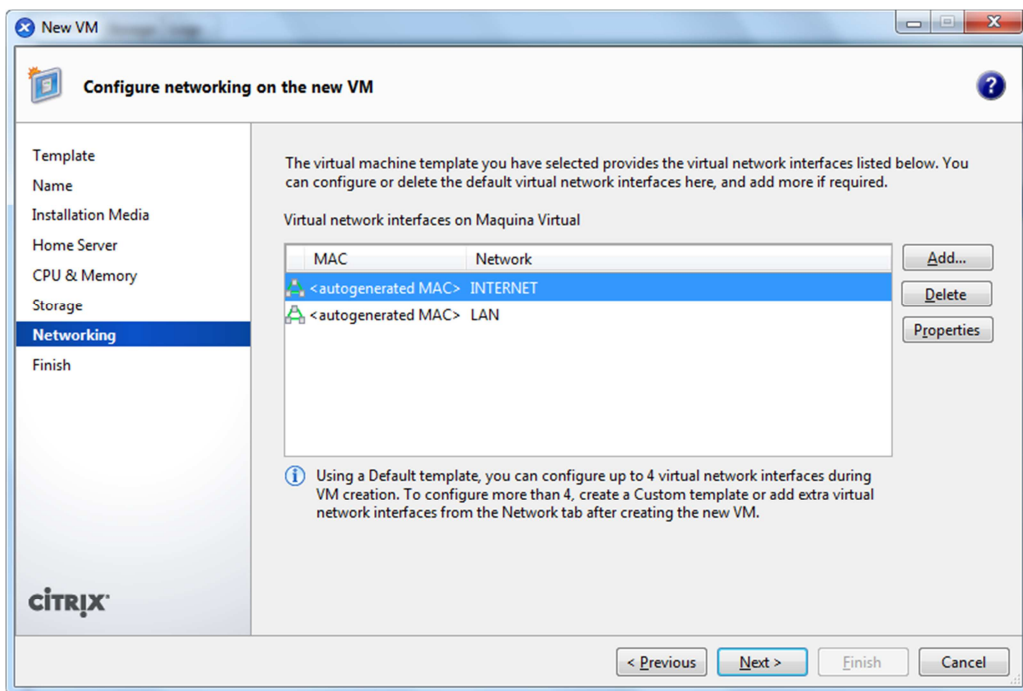 New VM
Configure networking on the new VM
?
Template
Name
Installation Media
Home Server
CPU & Memory
Storage
Networking
Finish
The virtual machine template you have selected provides the virtual network interfaces listed below. You
can configure or delete the default virtual network interfaces here, and add more if required.
Virtual network interfaces on Maquina Virtual
MAC Network
<autogenerated MAC> INTERNET
<autogenerated MAC> LAN
Add...
Delete
Properties
Using a Default template, you can configure up to 4 virtual network interfaces during
VM creation. To configure more than 4, create a Custom template or add extra virtual
network interfaces from the Network tab after creating the new VM.
CITRIX
< Previous Next > Finish Cancel